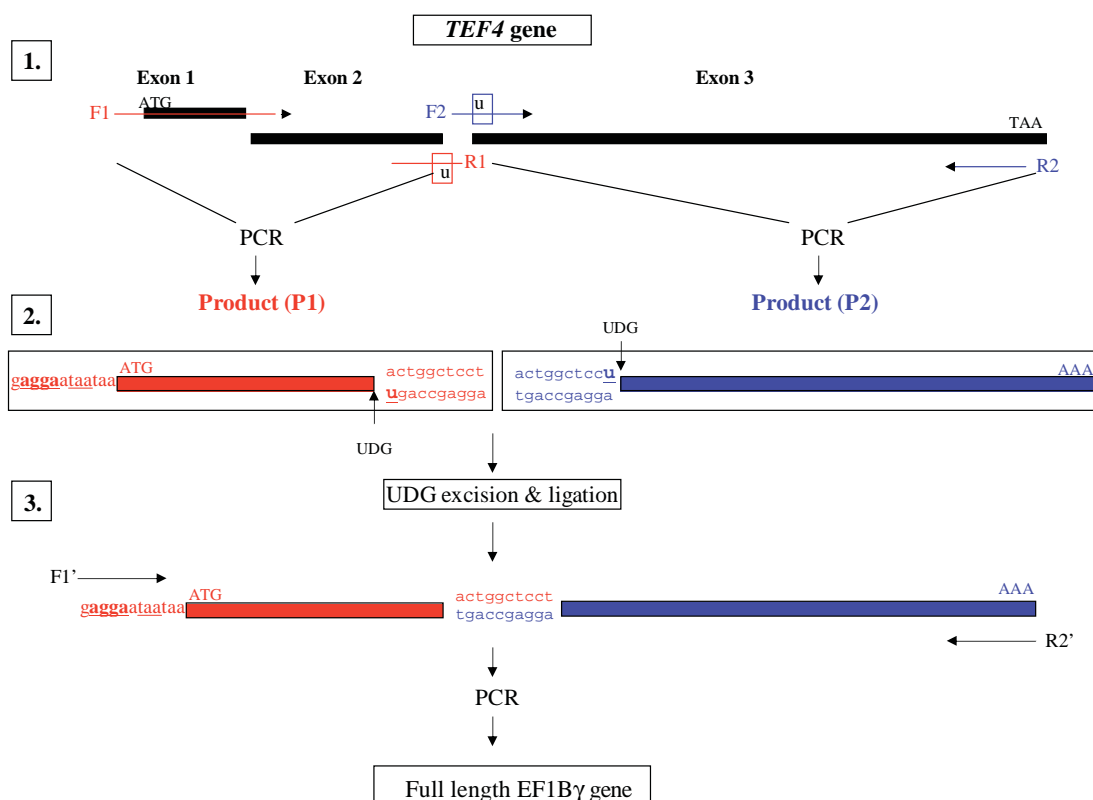 TEF4 gene
1.
Exon 1 Exon 2 Exon 3
ATG
F1 F2 u
TAA
u R1 R2
PCR PCR
Product (P1) Product (P2)
2.
UDG
gaggaataataa ATG actggctcct
ugaccgagga
actggctccu AAA
tgaccgagga
UDG
UDG excision & ligation
3.
F1’
gaggaataataa ATG actggctcct AAA
tgaccgagga
R2’
PCR
Full length EF1Bγ gene